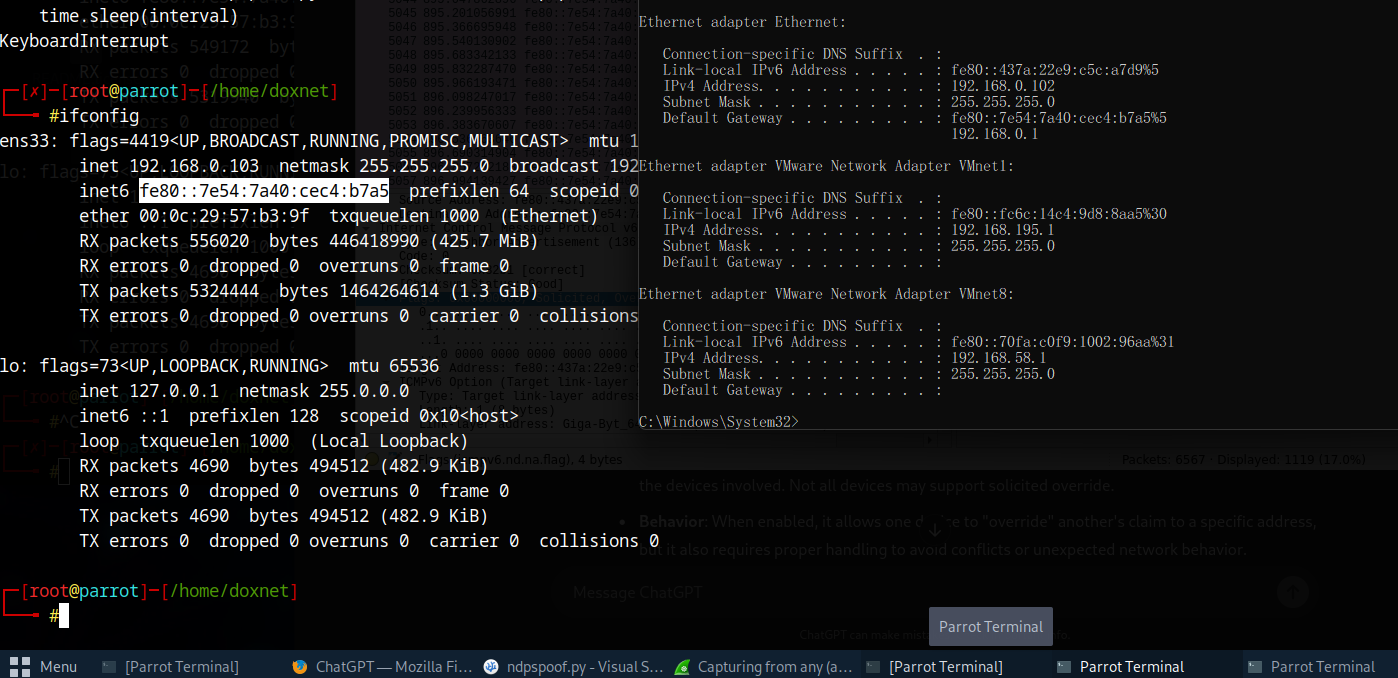 time.sleep(interval)
KeyboardInterrupt
┌─[✗]─[root@parrot]─[/home/doxnet]
└──╼ #ifconfig
ens33: flags=4419<UP,BROADCAST,RUNNING,PROMISC,MULTICAST>  mtu 1
inet 192.168.0.103  netmask 255.255.255.0  broadcast 192
inet6 fe80::7e54:7a40:cec4:b7a5  prefixlen 64  scopeid 0
ether 00:0c:29:57:b3:9f  txqueuelen 1000  (Ethernet)
RX packets 556020  bytes 446418990 (425.7 MiB)
RX errors 0  dropped 0  overruns 0  frame 0
TX packets 5324444  bytes 1464264614 (1.3 GiB)
TX errors 0  dropped 0 overruns 0  carrier 0  collisions
lo: flags=73<UP,LOOPBACK,RUNNING>  mtu 65536
inet 127.0.0.1  netmask 255.0.0.0
inet6 ::1  prefixlen 128  scopeid 0x10<host>
loop  txqueuelen 1000  (Local Loopback)
RX packets 4690  bytes 494512 (482.9 KiB)
RX errors 0  dropped 0  overruns 0  frame 0
TX packets 4690  bytes 494512 (482.9 KiB)
TX errors 0  dropped 0 overruns 0  carrier 0  collisions 0
┌─[root@parrot]─[/home/doxnet]
└──╼ #
Ethernet adapter Ethernet:
Connection-specific DNS Suffix  . :
Link-local IPv6 Address . . . . . : fe80::437a:22e9:c5c:a7d9%5
IPv4 Address. . . . . . . . . . . : 192.168.0.102
Subnet Mask . . . . . . . . . . . : 255.255.255.0
Default Gateway . . . . . . . . . : fe80::7e54:7a40:cec4:b7a5%5
192.168.0.1
Ethernet adapter VMware Network Adapter VMnet1:
Connection-specific DNS Suffix  . :
Link-local IPv6 Address . . . . . : fe80::fc6c:14c4:9d8:8aa5%30
IPv4 Address. . . . . . . . . . . : 192.168.195.1
Subnet Mask . . . . . . . . . . . : 255.255.255.0
Default Gateway . . . . . . . . . :
Ethernet adapter VMware Network Adapter VMnet8:
Connection-specific DNS Suffix  . :
Link-local IPv6 Address . . . . . : fe80::70fa:c0f9:1002:96aa%31
IPv4 Address. . . . . . . . . . . : 192.168.58.1
Subnet Mask . . . . . . . . . . . : 255.255.255.0
Default Gateway . . . . . . . . . :
C:\Windows\System32>
Packets: 6567 · Displayed: 1119 (17.0%)
the devices involved. Not all devices may support solicited override.
• Behavior: When enabled, it allows one to "override" another's claim to a specific address,
but it also requires proper handling to avoid conflicts or unexpected network behavior.
Message ChatGPT
ChatGPT can make
Parrot Terminal
Menu
[Parrot Terminal]
ChatGPT — Mozilla Fi...
ndpspoof.py - Visual S...
Capturing from any (a...
[Parrot Terminal]
Parrot Terminal
Parrot Terminal